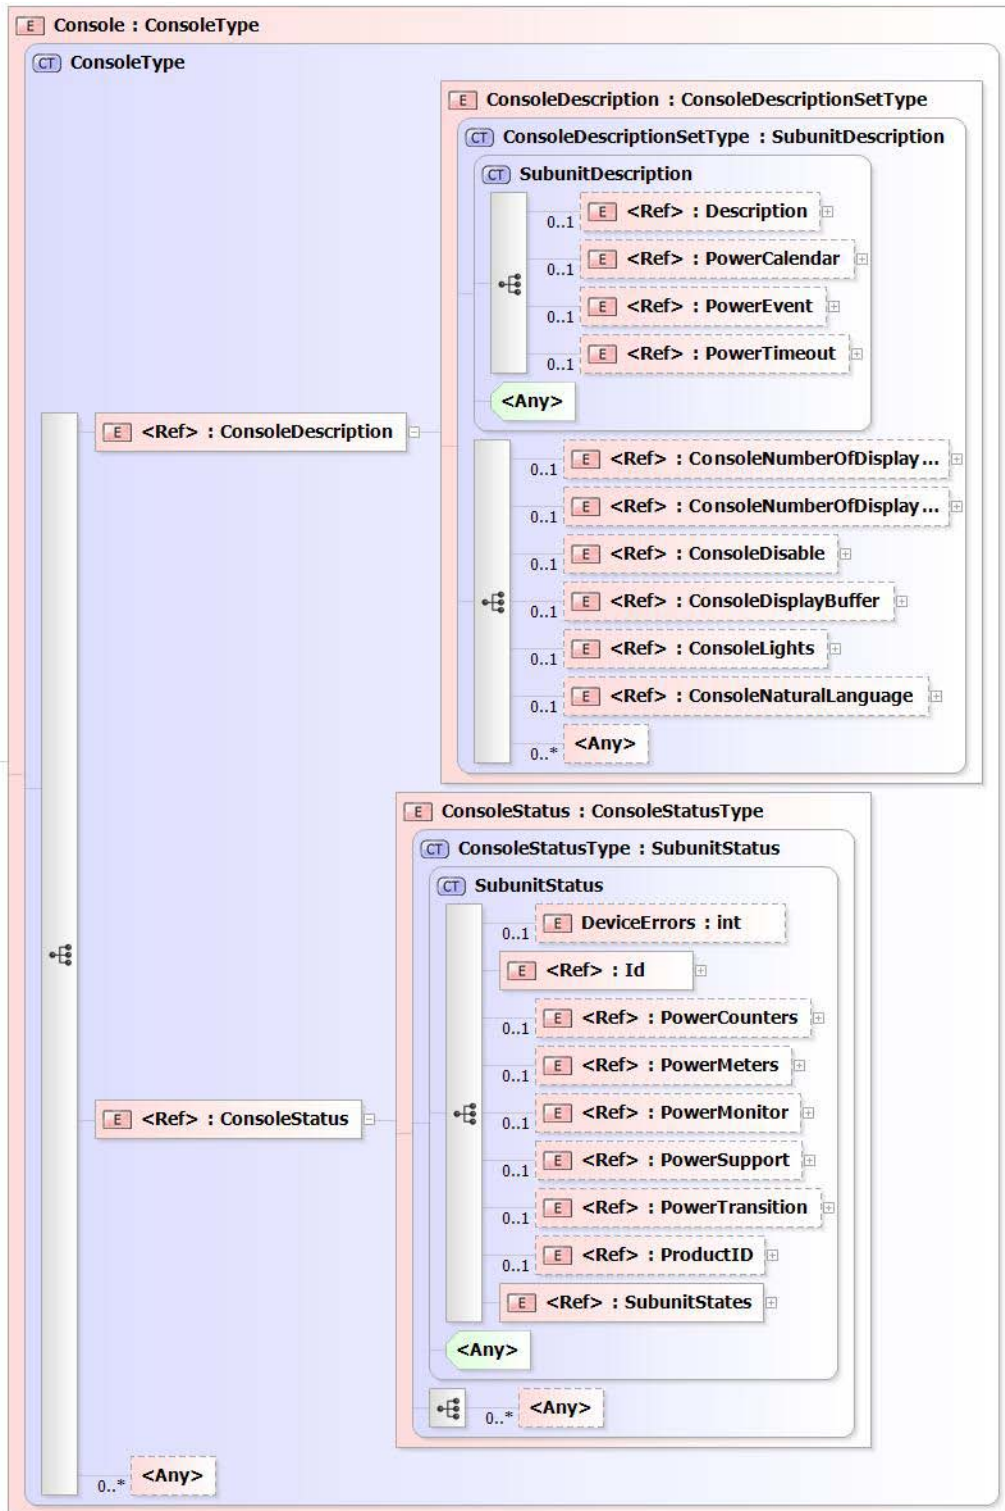 E Console : ConsoleType
CT ConsoleType
E ConsoleDescription : ConsoleDescriptionSetType
CT ConsoleDescriptionSetType : SubunitDescription
CT SubunitDescription
0..1 E <Ref> : Description
0..1 E <Ref> : PowerCalendar
0..1 E <Ref> : PowerEvent
0..1 E <Ref> : PowerTimeout
<Any>
E <Ref> : ConsoleDescription
0..1 E <Ref> : ConsoleNumberOfDisplay...
0..1 E <Ref> : ConsoleNumberOfDisplay...
0..1 E <Ref> : ConsoleDisable
0..1 E <Ref> : ConsoleDisplayBuffer
0..1 E <Ref> : ConsoleLights
0..1 E <Ref> : ConsoleNaturalLanguage
0..* <Any>
E ConsoleStatus : ConsoleStatusType
CT ConsoleStatusType : SubunitStatus
CT SubunitStatus
0..1 E DeviceErrors : int
E <Ref> : Id
0..1 E <Ref> : PowerCounters
0..1 E <Ref> : PowerMeters
0..1 E <Ref> : PowerMonitor
E <Ref> : ConsoleStatus
0..1 E <Ref> : PowerSupport
0..1 E <Ref> : PowerTransition
0..1 E <Ref> : ProductID
E <Ref> : SubunitStates
<Any>
0..* <Any>
0..* <Any>